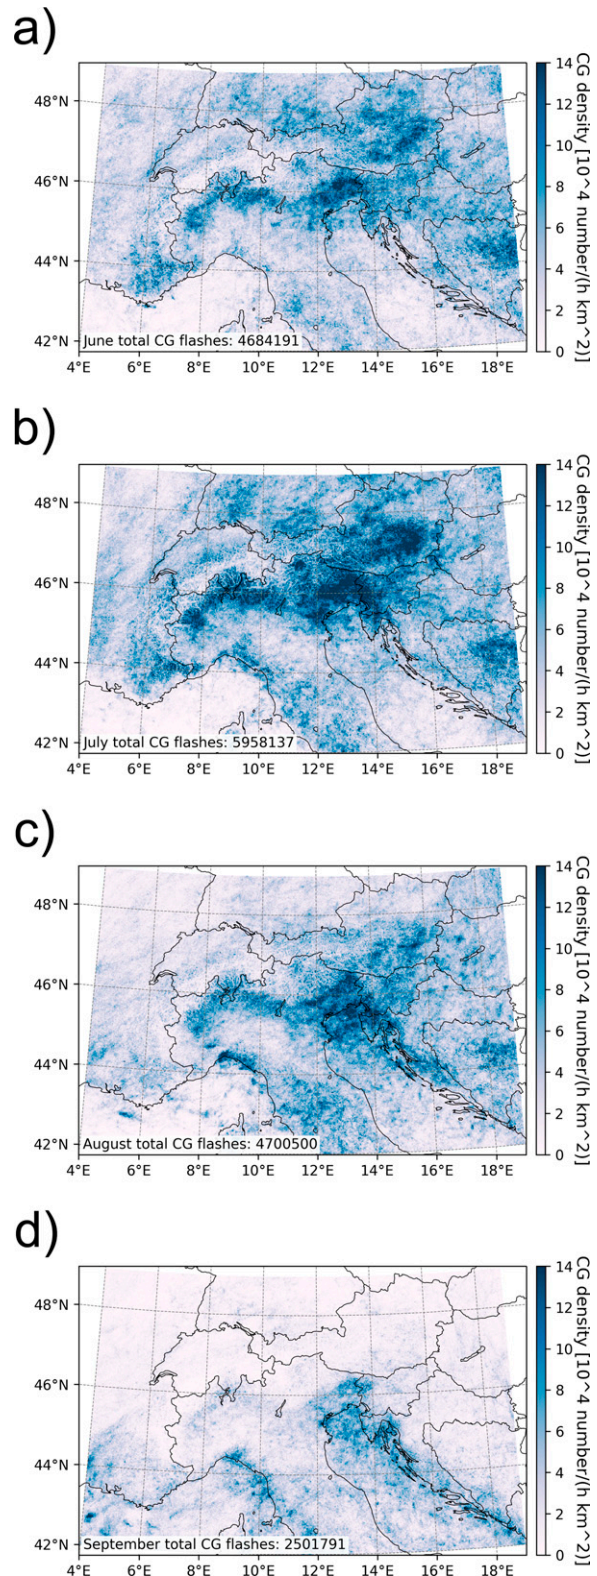 a)
48°N
46°N
44°N
42°N
June total CG flashes: 4684191
4°E 6°E 8°E 10°E 12°E 14°E 16°E 18°E
14
12
10
8
6
4
2
0
CG density [10^4 number/(h km^2)]
b)
48°N
46°N
44°N
42°N
July total CG flashes: 5958137
4°E 6°E 8°E 10°E 12°E 14°E 16°E 18°E
14
12
10
8
6
4
2
0
CG density [10^4 number/(h km^2)]
c)
48°N
46°N
44°N
42°N
August total CG flashes: 4700500
4°E 6°E 8°E 10°E 12°E 14°E 16°E 18°E
14
12
10
8
6
4
2
0
CG density [10^4 number/(h km^2)]
d)
48°N
46°N
44°N
42°N
September total CG flashes: 2501791
4°E 6°E 8°E 10°E 12°E 14°E 16°E 18°E
14
12
10
8
6
4
2
0
CG density [10^4 number/(h km^2)]